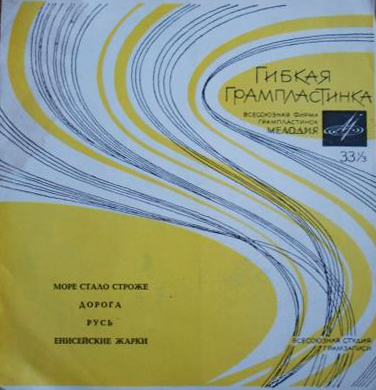 ГИБКАЯ
ГРАМПЛАСТИНКА
ВСЕСОЮЗНАЯ ФИРМА
ГРАМПЛАСТИНОК
МЕЛОДИЯ
33⅓
МОРЕ СТАЛО СТРОЖЕ
ДОРОГА
РУСЬ
ЕНИСЕЙСКИЕ ЖАРКИ
ВСЕСОЮЗНАЯ СТУДИЯ
ГРАМЗАПИСИ